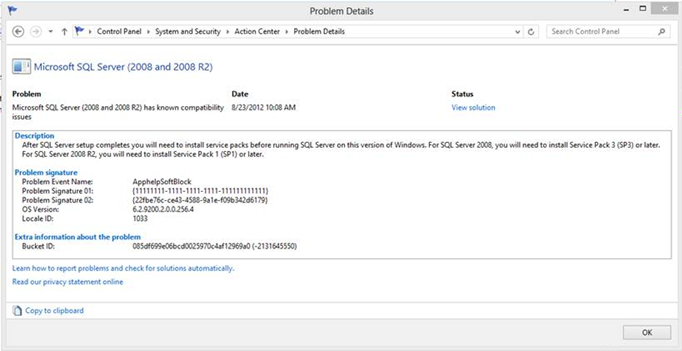 Problem Details
Control Panel System and Security Action Center Problem Details
Search Control Panel
Microsoft SQL Server (2008 and 2008 R2)
Problem Date Status
Microsoft SQL Server (2008 and 2008 R2) has known compatibility issues 8/23/2012 10:08 AM View solution
Description
After SQL Server setup completes you will need to install service packs before running SQL Server on this version of Windows. For SQL Server 2008, you will need to install Service Pack 3 (SP3) or later.
For SQL Server 2008 R2, you will need to install Service Pack 1 (SP1) or later.
Problem signature
Problem Event Name: ApphelpSoftBlock
Problem Signature 01: {11111111-1111-1111-1111-111111111111}
Problem Signature 02: {22fbe76c-ce43-4588-9a1e-f09b342d6179}
OS Version: 6.2.9200.2.0.0.256.4
Locale ID: 1033
Extra information about the problem
Bucket ID: 085df699e06bcd0025970c4af12969a0 (-2131645550)
Learn how to report problems and check for solutions automatically.
Read our privacy statement online
Copy to clipboard
OK